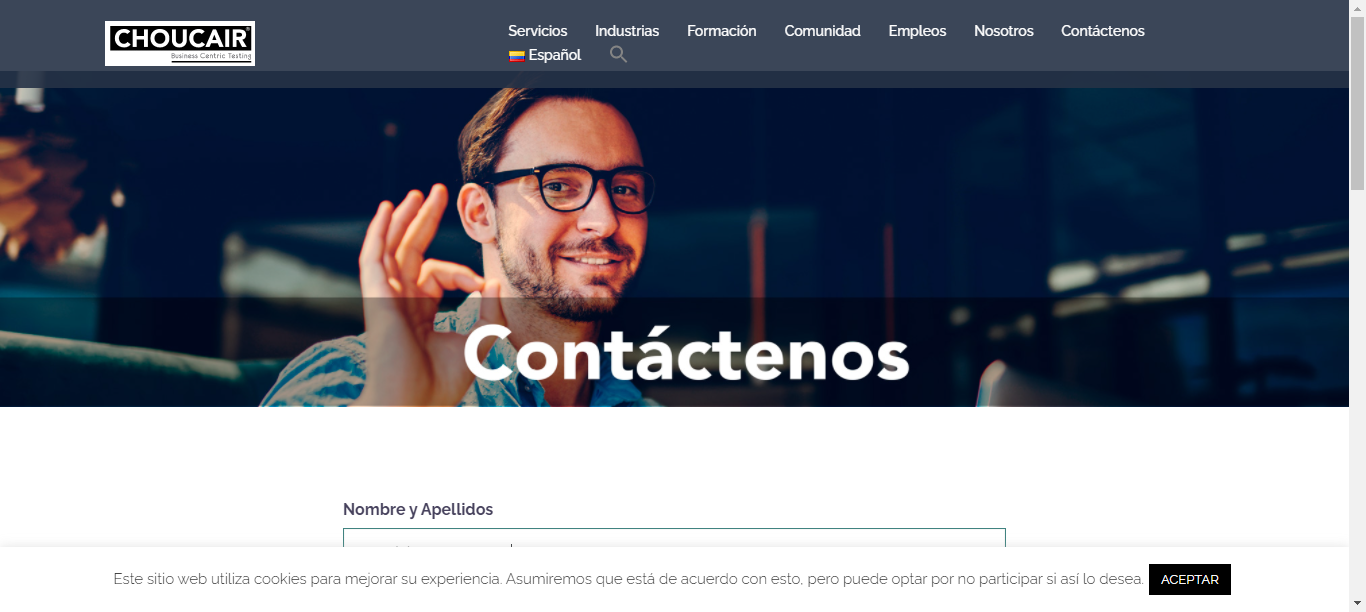 CHOUCAIR
Business Centric Testing
Servicios Industrias Formación Comunidad Empleos Nosotros Contáctenos
Español
Contáctenos
Nombre y Apellidos
Este sitio web utiliza cookies para mejorar su experiencia. Asumiremos que está de acuerdo con esto, pero puede optar por no participar si así lo desea. ACEPTAR